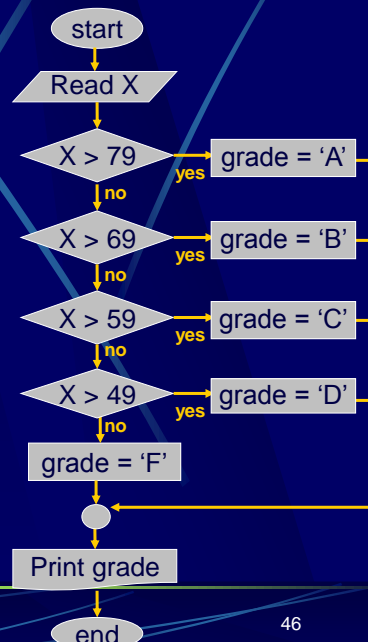 start
Read X
X > 79
yes
grade = ‘A’
no
X > 69
yes
grade = ‘B’
no
X > 59
yes
grade = ‘C’
no
X > 49
yes
grade = ‘D’
no
grade = ‘F’
Print grade
end
46